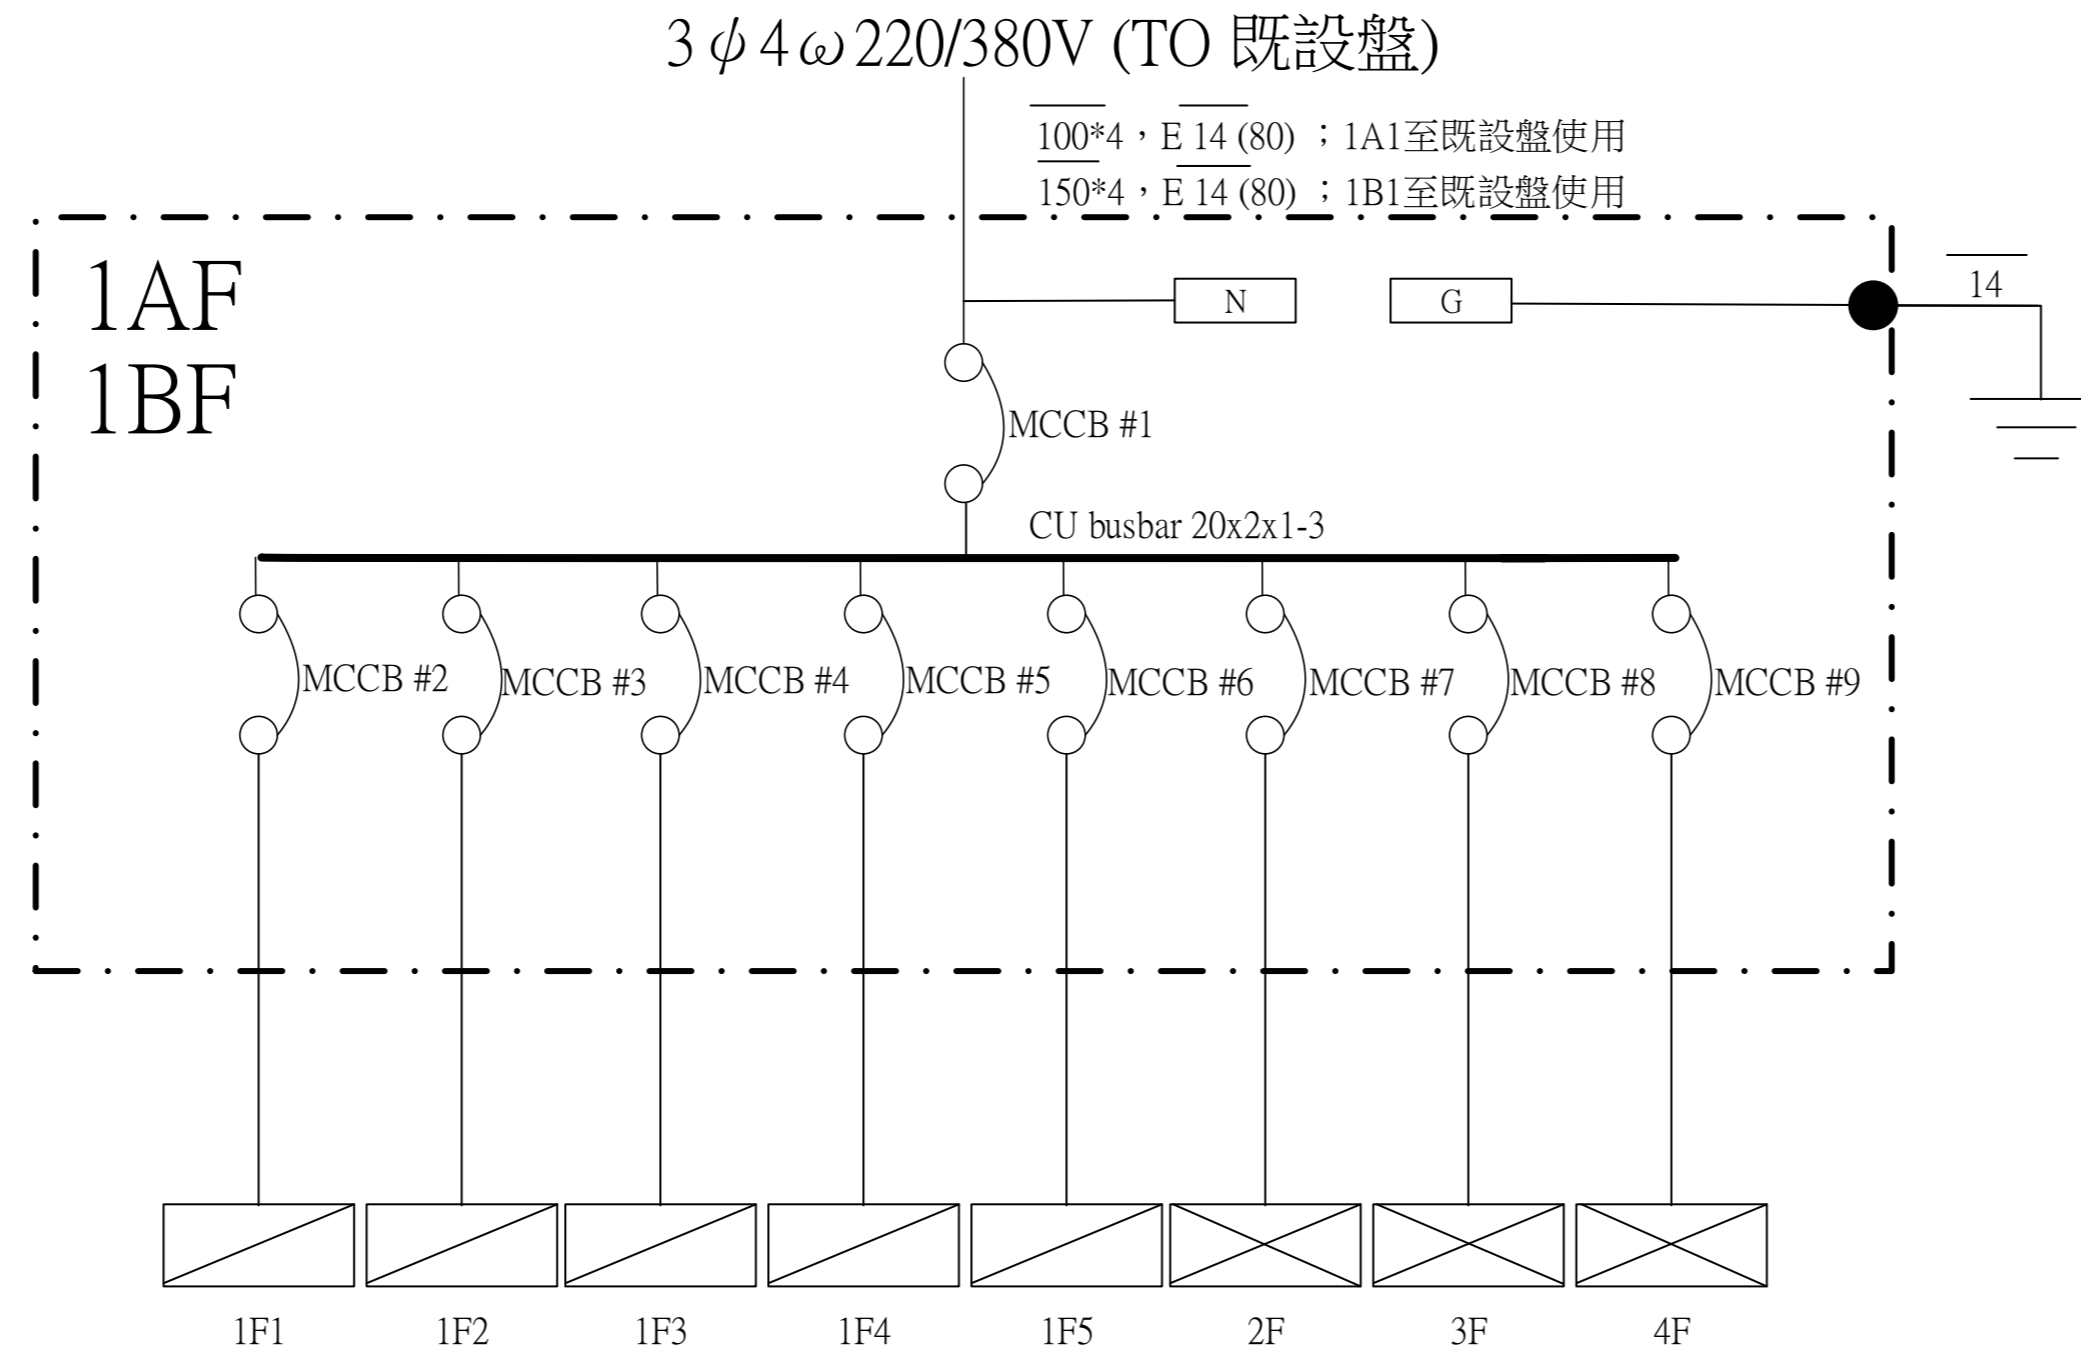 3φ4ω220/380V (TO 既設盤)
100*4，E 14 (80) ；1A1至既設盤使用
150*4，E 14 (80) ；1B1至既設盤使用
1AF
1BF
N
G
14
MCCB #1
CU busbar 20x2x1-3
MCCB #2
MCCB #3
MCCB #4
MCCB #5
MCCB #6
MCCB #7
MCCB #8
MCCB #9
1F1
1F2
1F3
1F4
1F5
2F
3F
4F